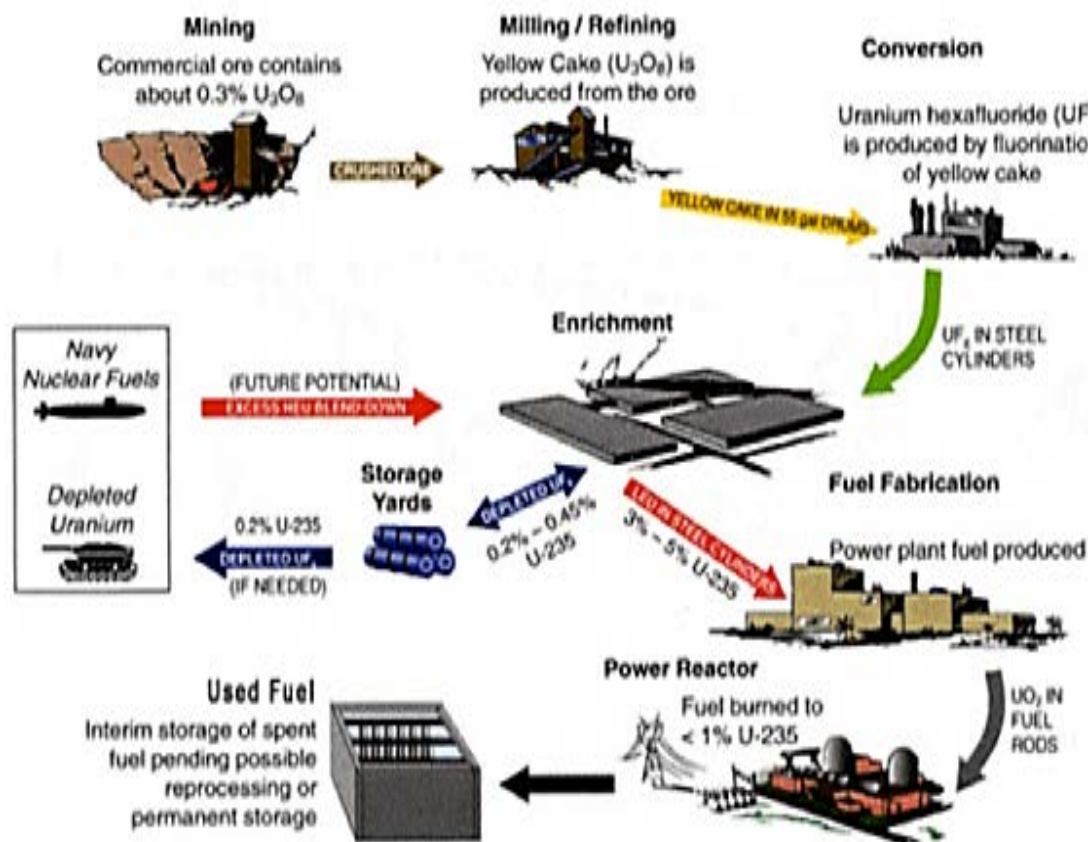 Mining
Commercial ore contains
about 0.3% U₃O₈
CRUSHED ORE
Milling / Refining
Yellow Cake (U₃O₈) is
produced from the ore
YELLOW CAKE IN 55 gal DRUMS
Conversion
Uranium hexafluoride (UF
is produced by fluorinatio
of yellow cake
UF₆ IN STEEL
CYLINDERS
Enrichment
Navy
Nuclear Fuels
(FUTURE POTENTIAL)
EXCESS HEU BLEND DOWN
Depleted
Uranium
0.2% U-235
DEPLETED UF₆
(IF NEEDED)
Storage
Yards
DEPLETED UF₆
0.2% – 0.45%
U-235
LEU IN STEEL CYLINDERS
3% – 5% U-235
Fuel Fabrication
Power plant fuel produced
UO₂ IN
FUEL
RODS
Power Reactor
Fuel burned to
< 1% U-235
Used Fuel
Interim storage of spent
fuel pending possible
reprocessing or
permanent storage